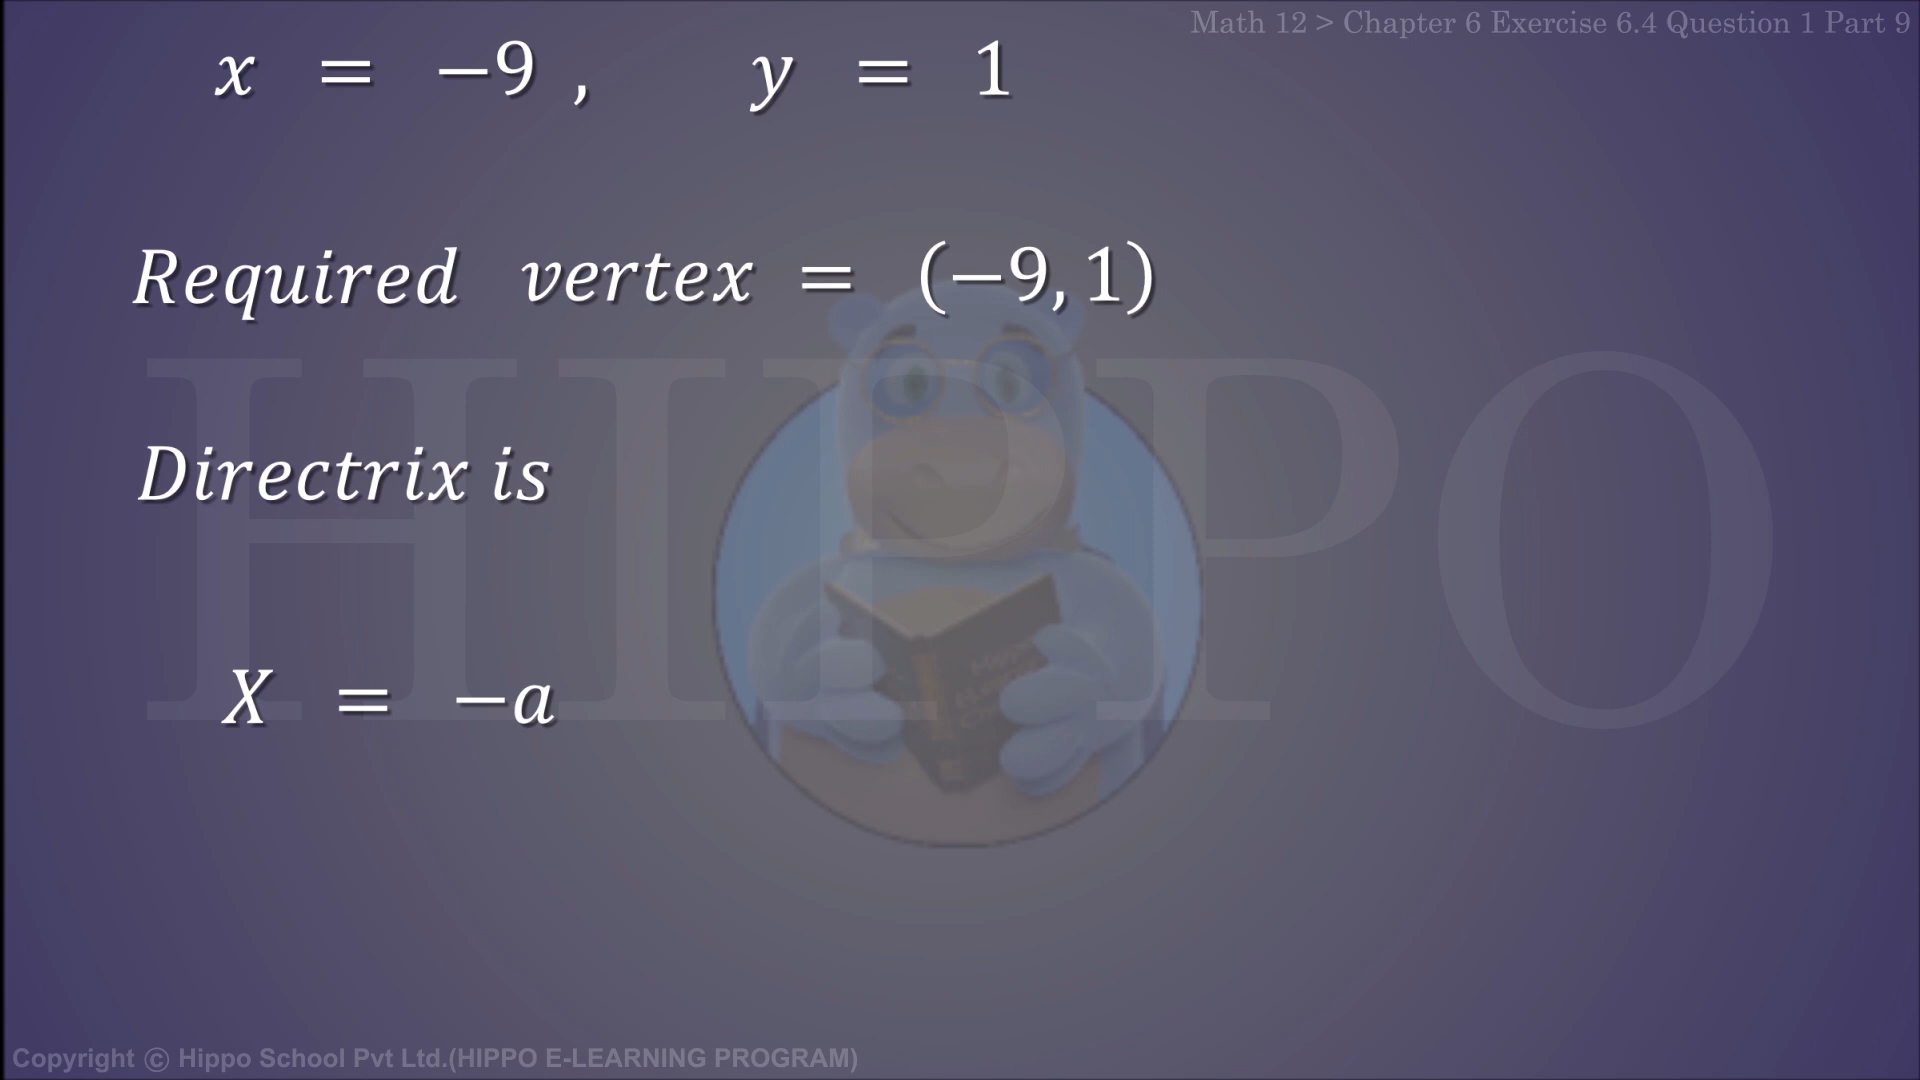 Math 12 > Chapter 6 Exercise 6.4 Question 1 Part 9
x = −9 , y = 1
Required vertex = (−9, 1)
HIPPO
Directrix is
X = −a
Copyright © Hippo School Pvt Ltd.(HIPPO E-LEARNING PROGRAM)